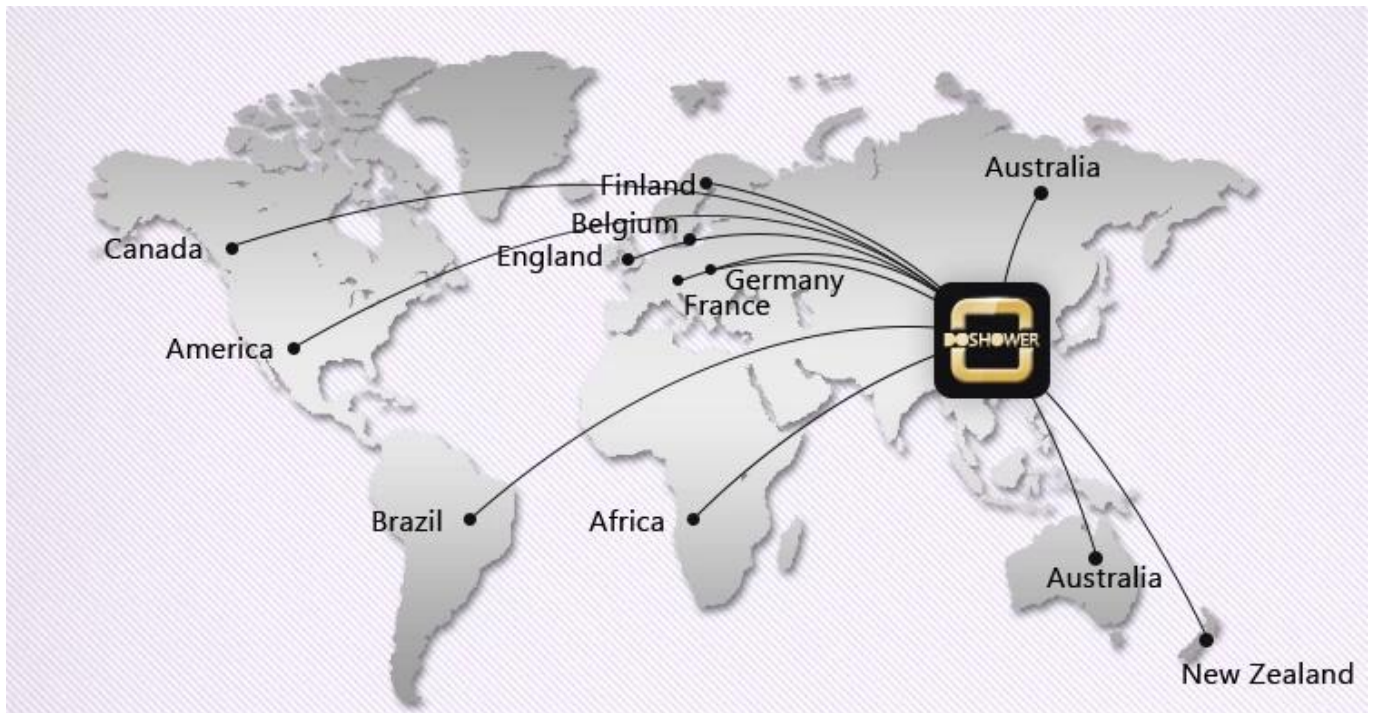 Australia
Finland
Belgium
Canada
England
Germany
France
DOSHOWER
America
Brazil
Africa
Australia
New Zealand